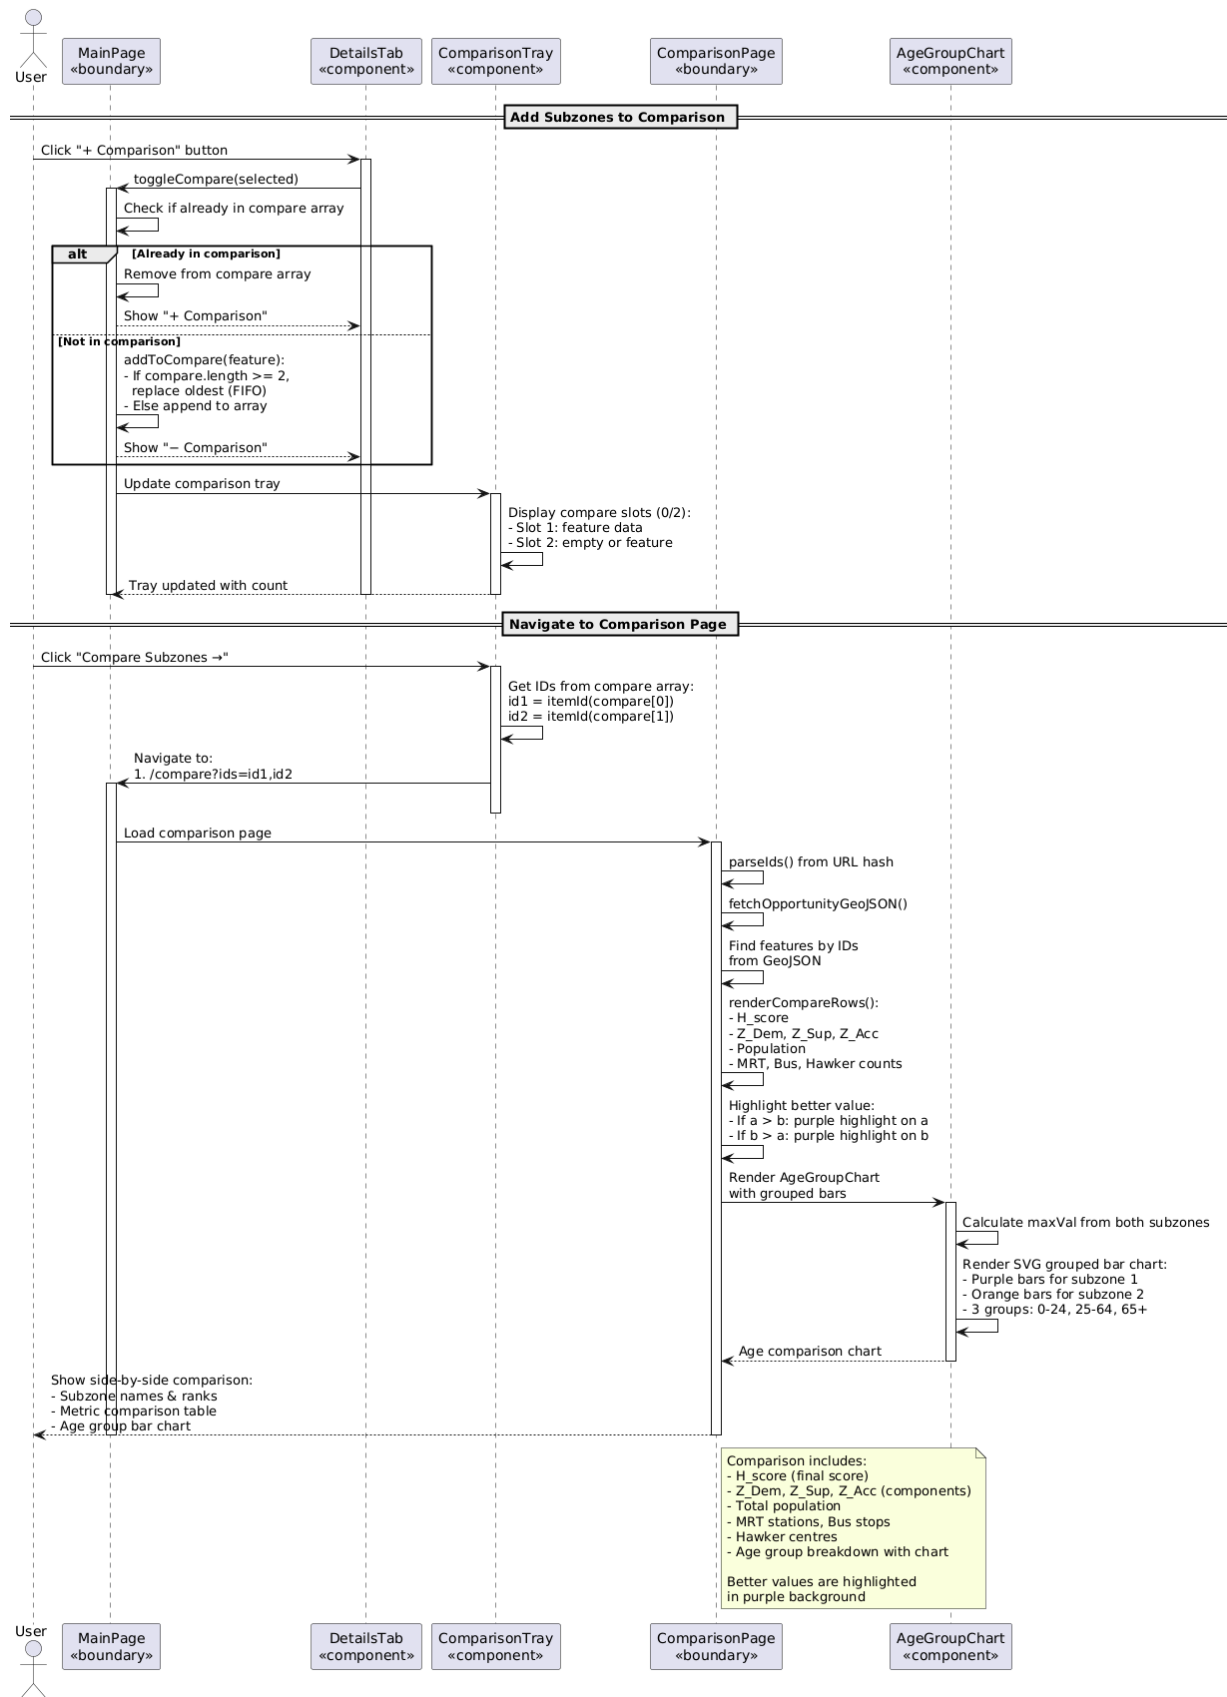 User
MainPage
«boundary»
DetailsTab
«component»
ComparisonTray
«component»
ComparisonPage
«boundary»
AgeGroupChart
«component»
Add Subzones to Comparison
Click "+ Comparison" button
toggleCompare(selected)
Check if already in compare array
alt
[Already in comparison]
Remove from compare array
Show "+ Comparison"
[Not in comparison]
addToCompare(feature):
- If compare.length >= 2,
replace oldest (FIFO)
- Else append to array
Show "− Comparison"
Update comparison tray
Display compare slots (0/2):
- Slot 1: feature data
- Slot 2: empty or feature
Tray updated with count
Navigate to Comparison Page
Click "Compare Subzones →"
Get IDs from compare array:
id1 = itemId(compare[0])
id2 = itemId(compare[1])
Navigate to:
1. /compare?ids=id1,id2
Load comparison page
parseIds() from URL hash
fetchOpportunityGeoJSON()
Find features by IDs
from GeoJSON
renderCompareRows():
- H_score
- Z_Dem, Z_Sup, Z_Acc
- Population
- MRT, Bus, Hawker counts
Highlight better value:
- If a > b: purple highlight on a
- If b > a: purple highlight on b
Render AgeGroupChart
with grouped bars
Calculate maxVal from both subzones
Render SVG grouped bar chart:
- Purple bars for subzone 1
- Orange bars for subzone 2
- 3 groups: 0-24, 25-64, 65+
Age comparison chart
Show side-by-side comparison:
- Subzone names & ranks
- Metric comparison table
- Age group bar chart
Comparison includes:
- H_score (final score)
- Z_Dem, Z_Sup, Z_Acc (components)
- Total population
- MRT stations, Bus stops
- Hawker centres
- Age group breakdown with chart
Better values are highlighted
in purple background
User
MainPage
«boundary»
DetailsTab
«component»
ComparisonTray
«component»
ComparisonPage
«boundary»
AgeGroupChart
«component»